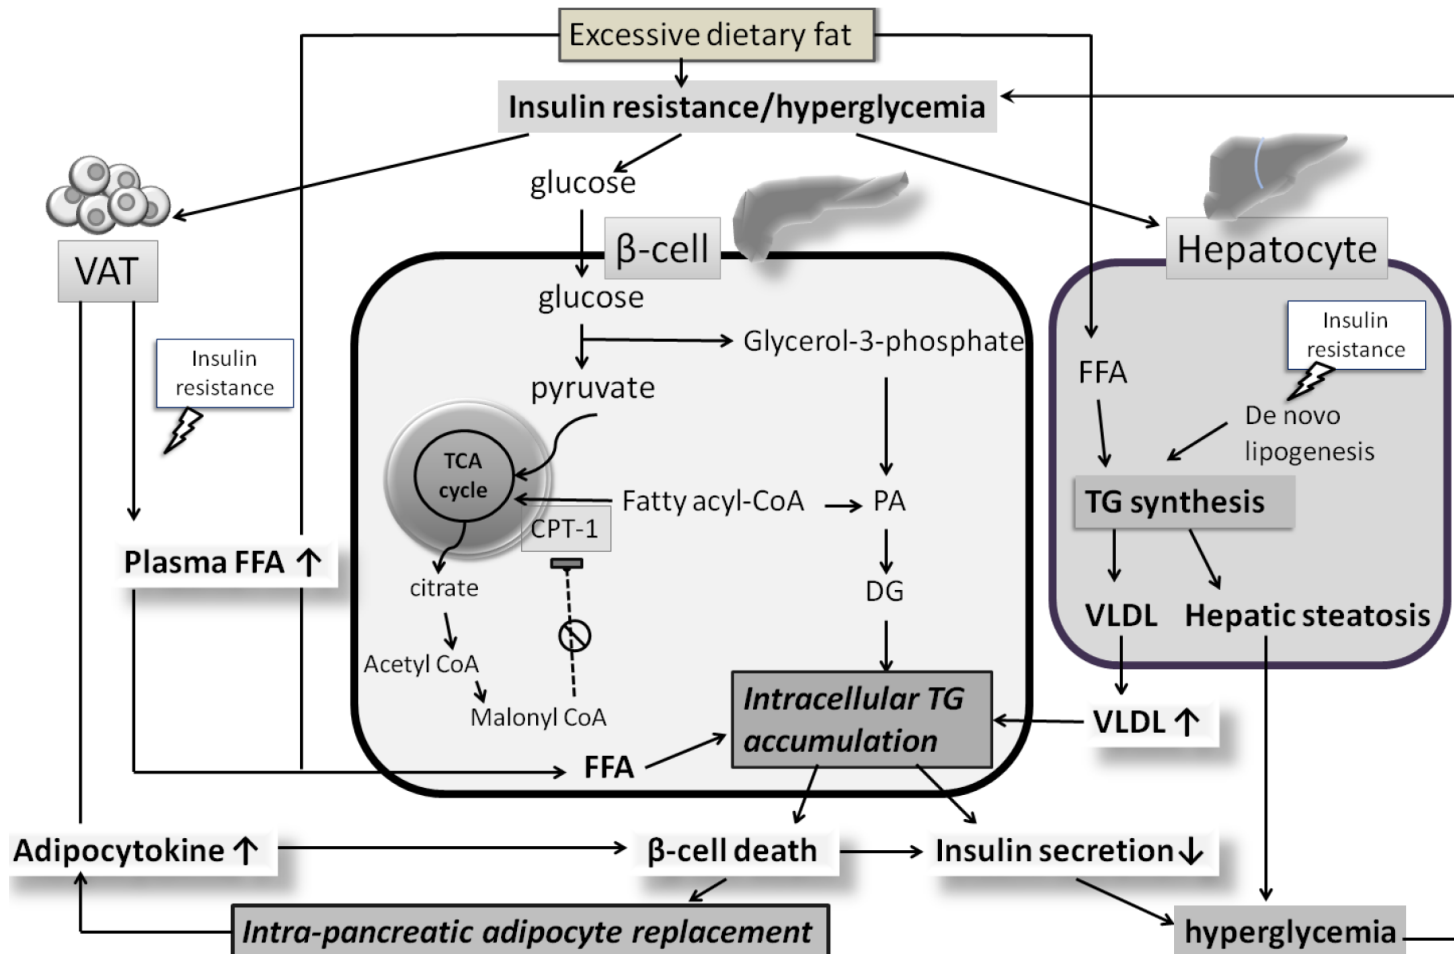 Excessive dietary fat
Insulin resistance/hyperglycemia
glucose
β-cell
Hepatocyte
VAT
glucose
Insulin
resistance
Glycerol-3-phosphate
Insulin
resistance
FFA
pyruvate
De novo
lipogenesis
TCA
cycle
Fatty acyl-CoA
PA
TG synthesis
CPT-1
Plasma FFA ↑
citrate
DG
VLDL
Hepatic steatosis
Acetyl CoA
Malonyl CoA
Intracellular TG
accumulation
VLDL ↑
FFA
Adipocytokine ↑
β-cell death
Insulin secretion↓
Intra-pancreatic adipocyte replacement
hyperglycemia